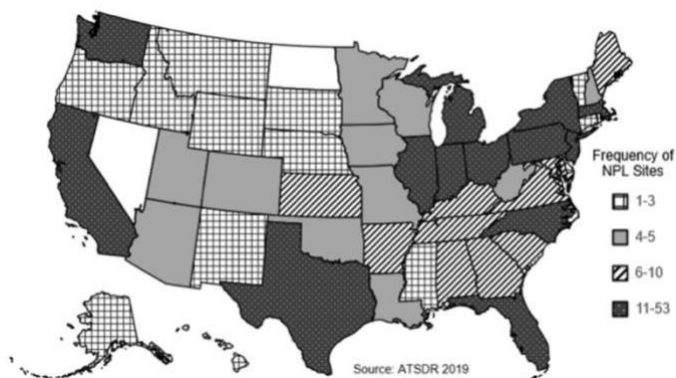 Frequency of
NPL Sites
1-3
4-5
6-10
11-53
Source: ATSDR 2019